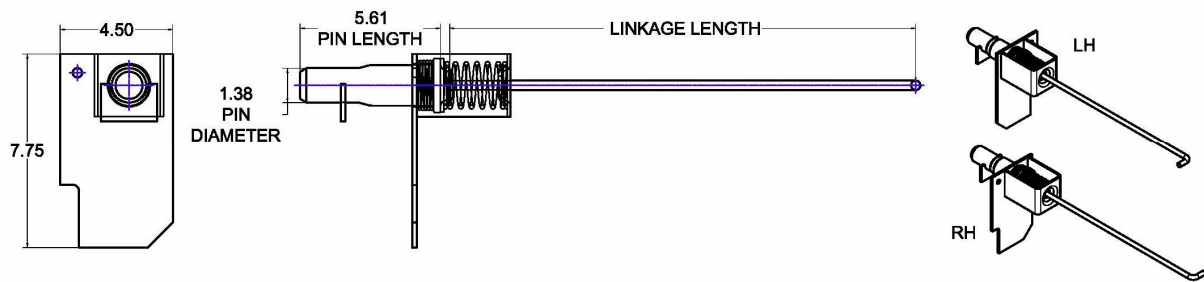 4.50
7.75
5.61
PIN LENGTH
LINKAGE LENGTH
1.38
PIN
DIAMETER
LH
RH